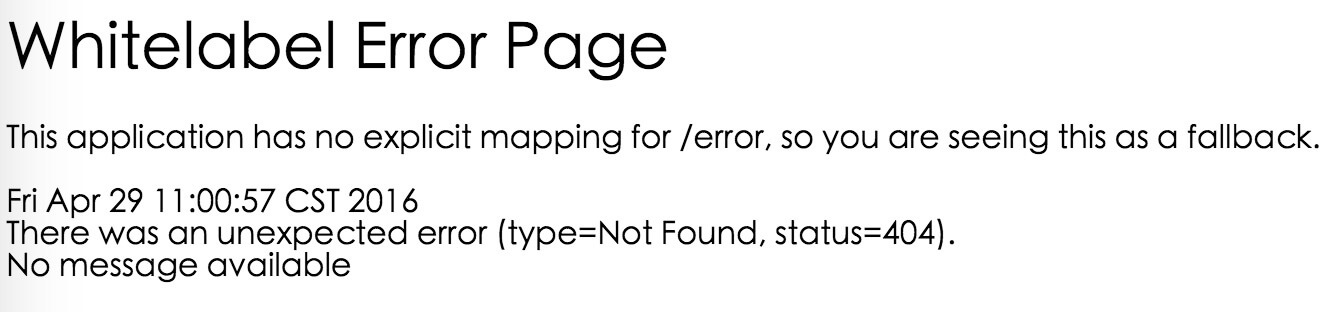 Whitelabel Error Page
This application has no explicit mapping for /error, so you are seeing this as a fallback.
Fri Apr 29 11:00:57 CST 2016
There was an unexpected error (type=Not Found, status=404).
No message available